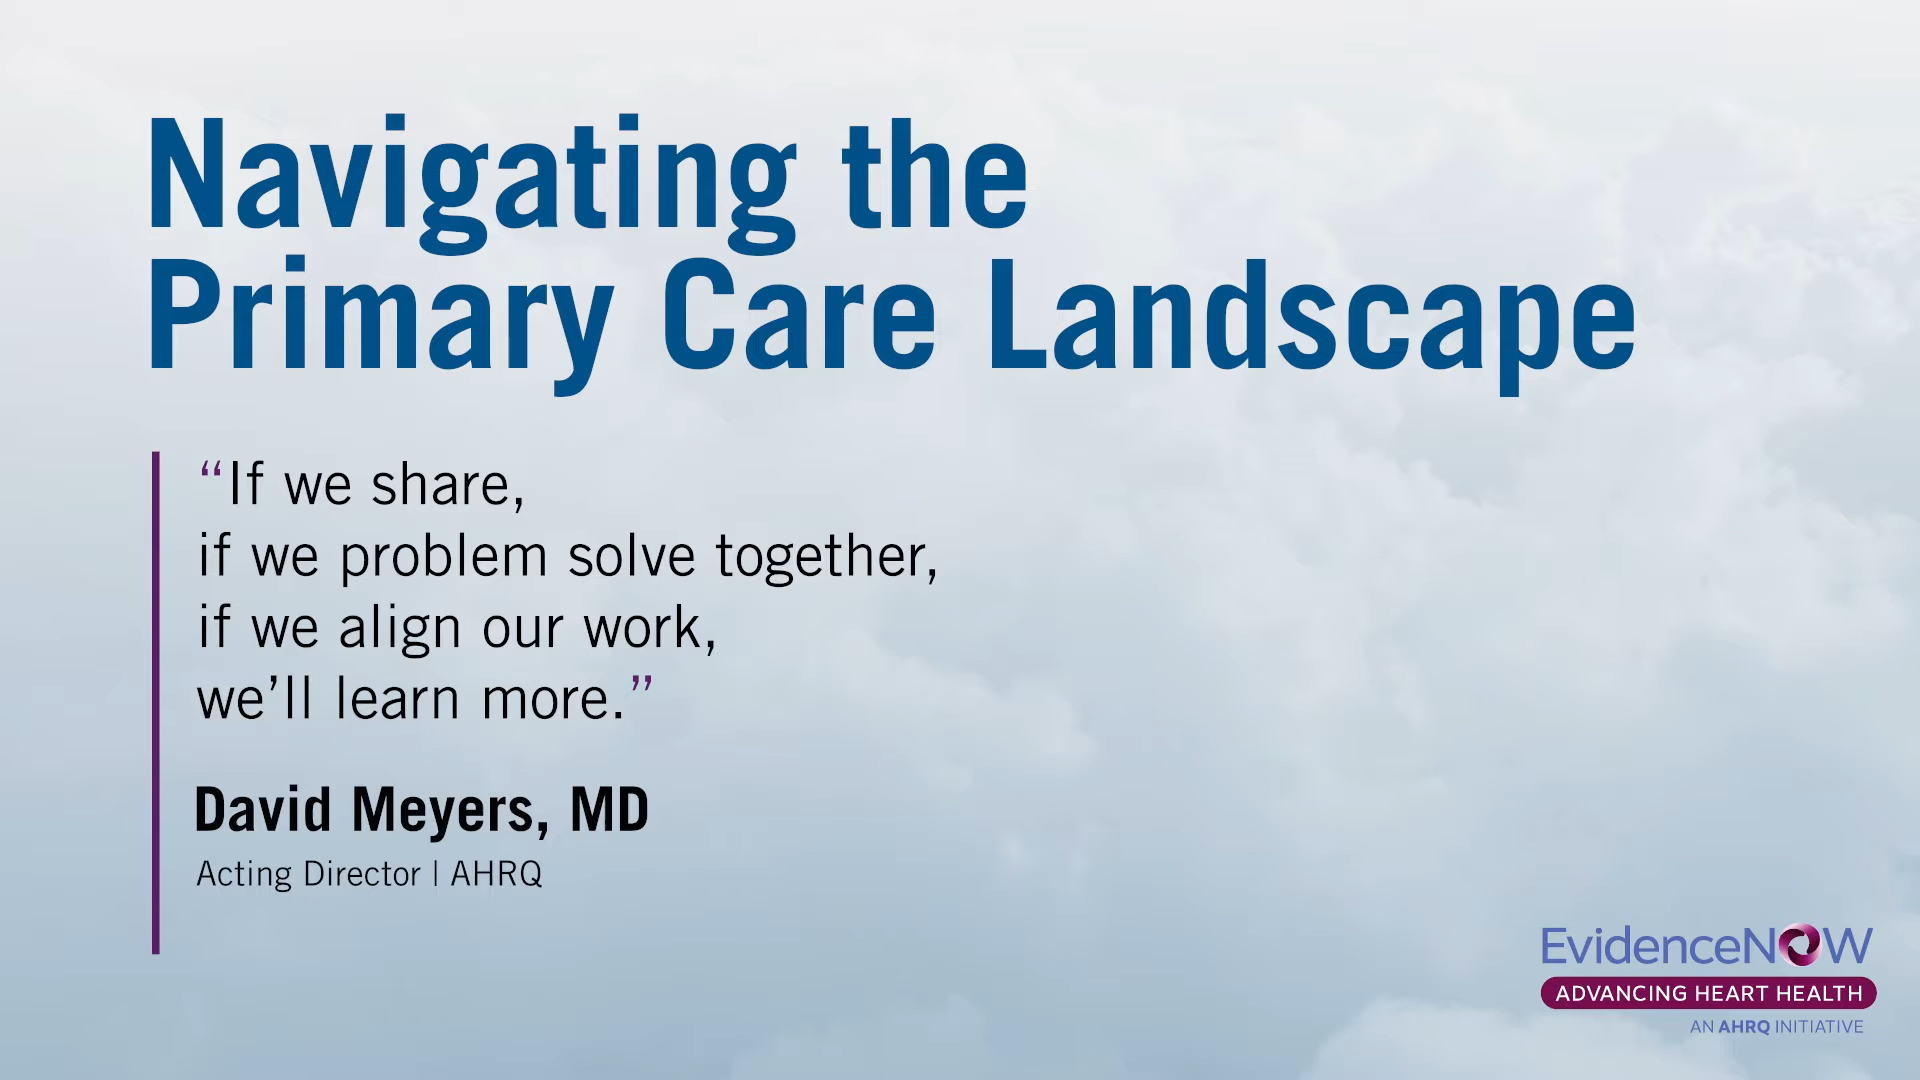 Navigating the
Primary Care Landscape
“If we share,
if we problem solve together,
if we align our work,
we’ll learn more.”
David Meyers, MD
Acting Director | AHRQ
EvidenceNOW
ADVANCING HEART HEALTH
AN AHRQ INITIATIVE